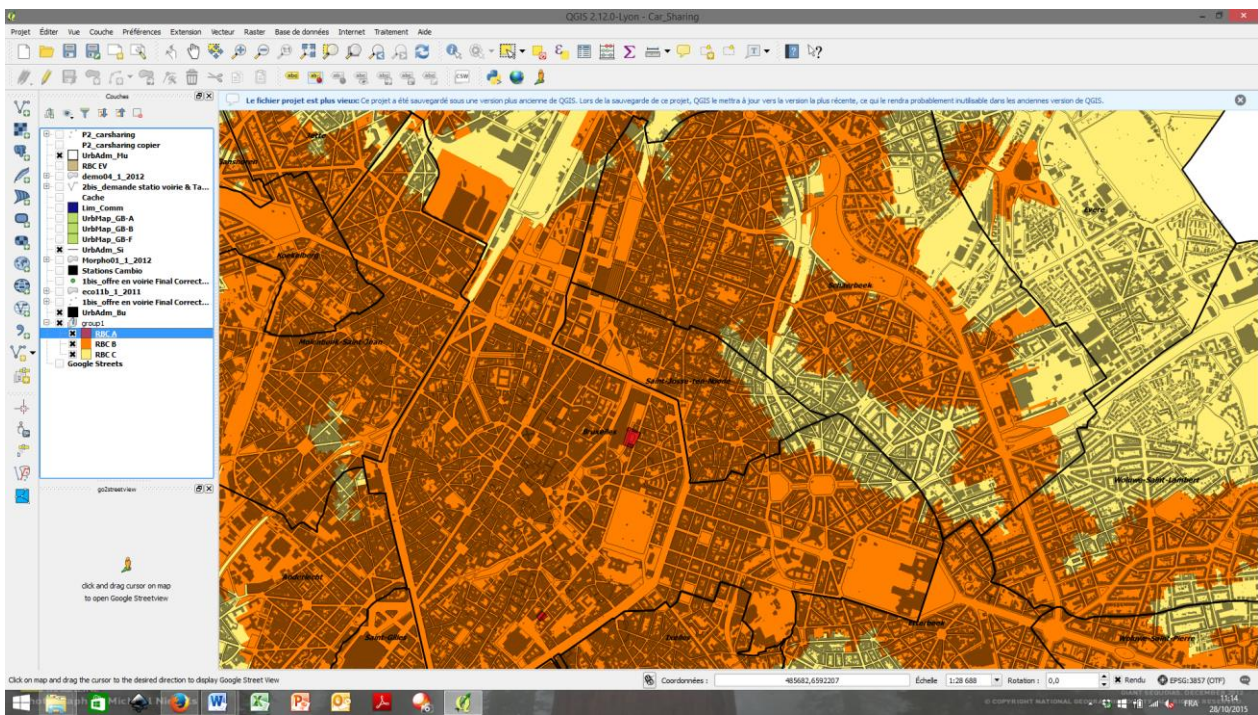 QGIS 2.12.0-Lyon - Car_Sharing
Projet Éditer Vue Couche Préférences Extension Vecteur Raster Base de données Internet Traitement Aide
CSW
Couches
Le fichier projet est plus vieux: Ce projet a été sauvegardé sous une version plus ancienne de QGIS. Lors de la sauvegarde de ce projet, QGIS le mettra à jour vers la version la plus récente, ce qui le rendra probablement inutilisable dans les anciennes version de QGIS.
P2_carsharing
P2_carsharing copier
UrbAdm_Mu
RBC EV
demo04_1_2012
2bis_demande statio voirie & Ta...
Cache
Lim_Comm
UrbMap_GB-A
UrbMap_GB-B
UrbMap_GB-F
UrbAdm_Si
Morpho01_1_2012
Stations Cambio
1bis_offre en voirie Final Correct...
eco11b_1_2011
1bis_offre en voirie Final Correct...
UrbAdm_Bu
group1
RBC A
RBC B
RBC C
Google Streets
Jette
Evere
Koekelberg
Schaerbeek
Molenbeek-Saint-Jean
Saint-Josse-ten-Noode
Bruxelles
Woluwe-Saint-Lambert
Anderlecht
Saint-Gilles
Ixelles
Etterbeek
Woluwe-Saint-Pierre
go2streetview
click and drag cursor on map
to open Google Streetview
Click on map and drag the cursor to the desired direction to display Google Street View
Coordonnées : 485682,6592207 Échelle 1:28 688 Rotation : 0,0 Rendu EPSG:3857 (OTF)
FRA 11:14
28/10/2015